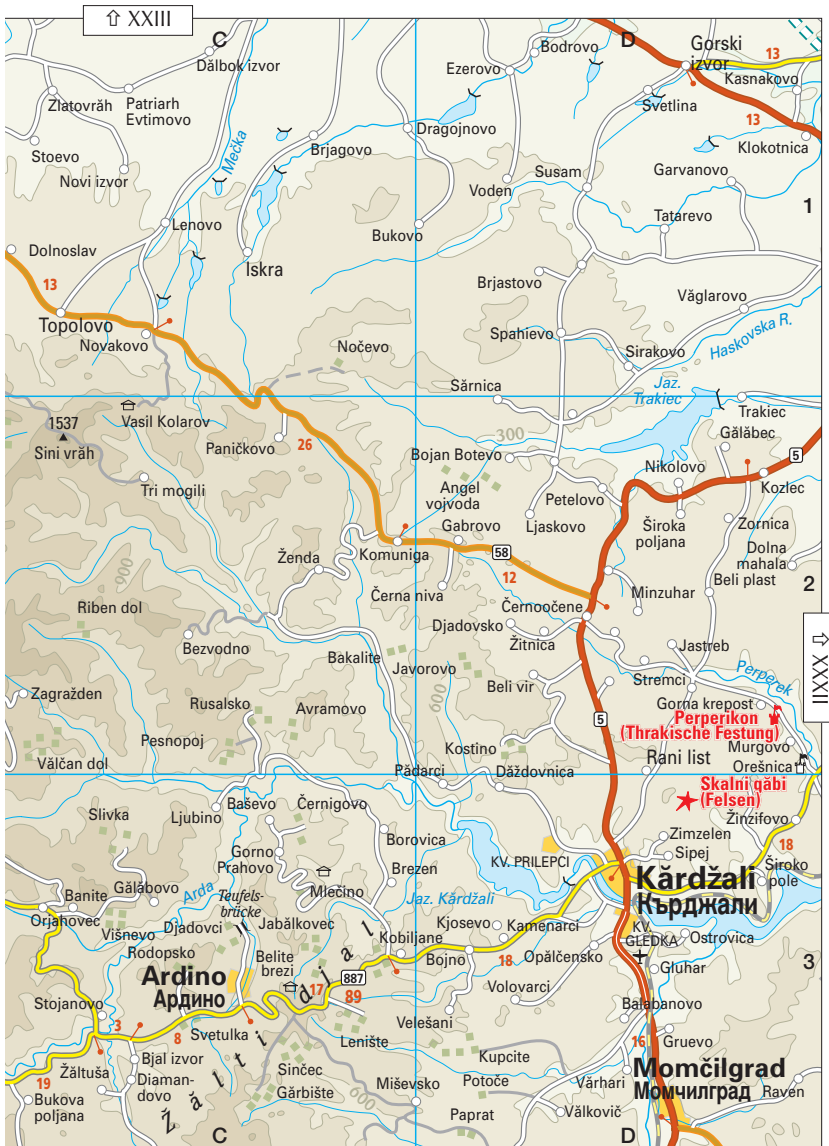 ⇧ XXIII
C
D
Dălbok izvor
Bodrovo
Gorski
izvor
13
Ezerovo
Kasnakovo
Zlatovrăh
Patriarh
Evtimovo
Svetlina
13
Mečka
Dragojnovo
Stoevo
Brjagovo
Klokotnica
Novi izvor
Susam
Garvanovo
Voden
1
Lenovo
Tatarevo
Bukovo
Dolnoslav
Iskra
13
Brjastovo
Văglarovo
Topolovo
Novakovo
Spahievo
Haskovska R.
Nočevo
Sirakovo
Sărnica
Jaz.
Trakiec
Trakiec
1537
Vasil Kolarov
Sini vrăh
Paničkovo
26
300
Gălăbec
5
Bojan Botevo
Nikolovo
Tri mogili
Angel
vojvoda
Petelovo
Kozlec
Gabrovo
Ljaskovo
Široka
poljana
Zornica
Ženda
Komuniga
58
Dolna
mahala
900
12
Beli plast
2
Černa niva
Minzuhar
Riben dol
Černoočene
Djadovsko
Bezvodno
Žitnica
Jastreb
XXXII ⇨
Bakalite
Javorovo
Stremci
Perperek
Zagražden
Beli vir
600
Gorna krepost
Rusalsko
Avramovo
5
Perperikon
(Thrakische Festung)
Pesnopoj
Kostino
Murgovo
Vălčan dol
Rani list
Orešnica
Pădarci
Dăždovnica
Skalni găbi
(Felsen)
Ljubino
Baševo
Černigovo
Slivka
Žinzifovo
Borovica
Zimzelen
18
Gorno
Prahovo
KV. PRILEPCI
Sipej
Brezen
Široko
pole
Gălăbovo
Arda
Mlečino
Kărdžali
Banite
Teufels-
brücke
Jaz. Kărdžali
Кърджали
Orjahovec
Višnevo
Djadovci
Jabălkovec
Kjosevo
Kamenarci
KV.
GLEDKA
Ostrovica
Rodopsko
Kobiljane
3
Belite
brezi
Bojno
18
Opălčensko
Ardino
Ардино
887
Gluhar
17
89
Volovarci
Stojanovo
Balabanovo
3
8
Svetulka
Velešani
Lenište
16
Gruevo
Žălti djal
Žăltuša
Bjal izvor
Kupcite
Momčilgrad
Момчилград
19
Diaman-
dovo
Sinčec
Potoče
Vărhari
Bukova
poljana
Gărbište
600
Miševsko
Raven
Paprat
Vălkovič
C
D